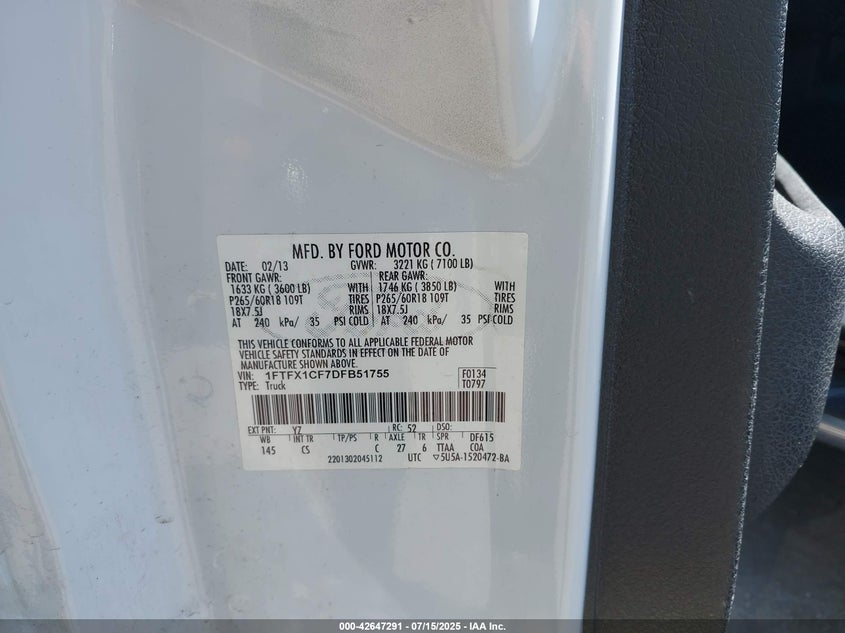 MFD. BY FORD MOTOR CO.
DATE: 02/13 GVWR: 3221 KG ( 7100 LB)
FRONT GAWR: REAR GAWR:
1633 KG ( 3600 LB) WITH 1746 KG ( 3850 LB) WITH
P265/60R18 109T TIRES P265/60R18 109T TIRES
18X7.5J RIMS 18X7.5J RIMS
AT 240 kPa/ 35 PSI COLD AT 240 kPa/ 35 PSI COLD
THIS VEHICLE CONFORMS TO ALL APPLICABLE FEDERAL MOTOR
VEHICLE SAFETY STANDARDS IN EFFECT ON THE DATE OF
MANUFACTURE SHOWN ABOVE.
VIN: 1FTFX1CF7DFB51755 F0134
TYPE: Truck T0797
EXT PNT: YZ RC: 52 DSO:
WB INT TR TP/PS R AXLE TR SPR DF615
145 CS C 27 6 TTAA COA
2201302045112 UTC ▽5U5A-1520472-BA
000-42647291 - 07/15/2025 - IAA Inc.